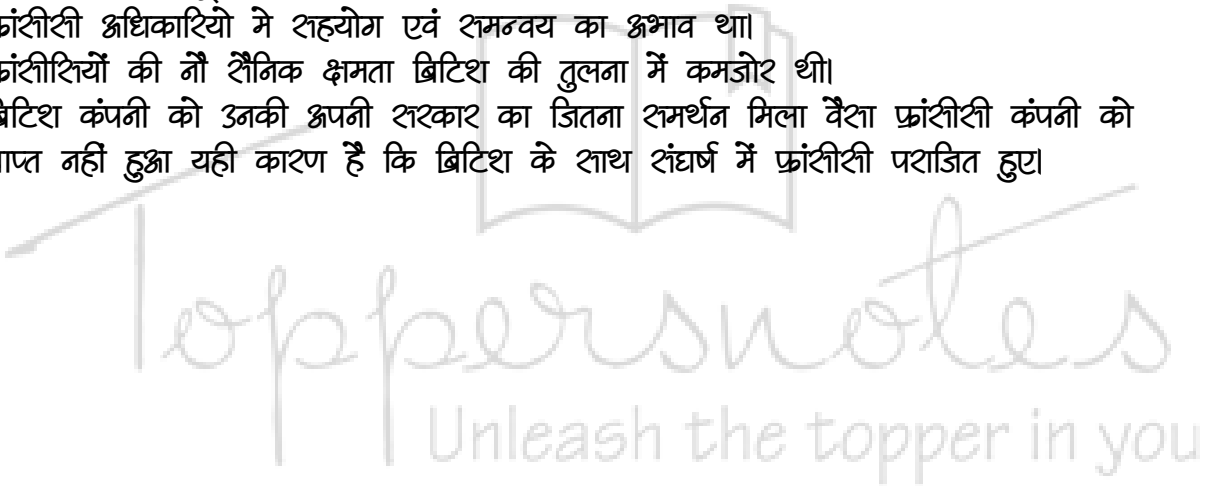 फ्रांसीसी अधिकारियो मे सहयोग एवं समन्वय का अभाव था।
फ्रांसीसियों की नौ सैनिक क्षमता ब्रिटिश की तुलना में कमजोर थी।
ब्रिटिश कंपनी को उनकी अपनी सरकार का जितना समर्थन मिला वैसा फ्रांसीसी कंपनी को
प्राप्त नहीं हुआ यही कारण है कि ब्रिटिश के साथ संघर्ष में फ्रांसीसी पराजित हुए।
Toppersnotes
Unleash the topper in you